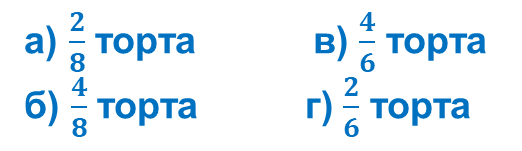 а) 2/8 торта в) 4/6 торта
б) 4/8 торта г) 2/6 торта